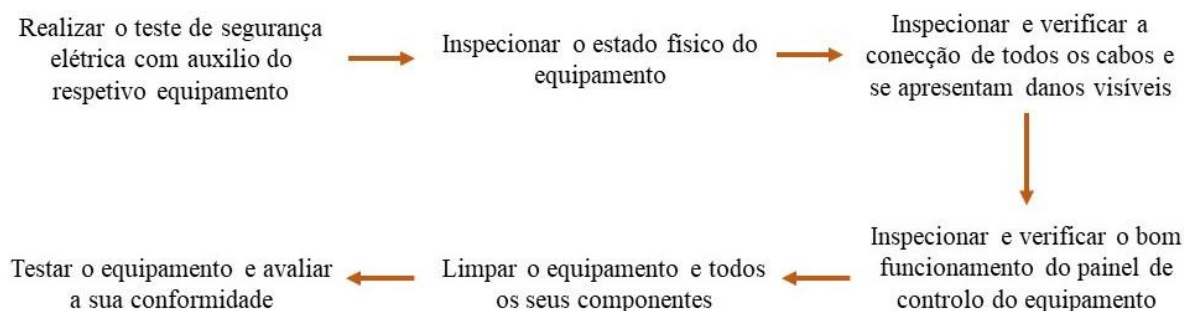 Realizar o teste de segurança
elétrica com auxilio do
respetivo equipamento
Inspecionar o estado físico do
equipamento
Inspecionar e verificar a
conecção de todos os cabos e
se apresentam danos visíveis
Inspecionar e verificar o bom
funcionamento do painel de
controlo do equipamento
Limpar o equipamento e todos
os seus componentes
Testar o equipamento e avaliar
a sua conformidade